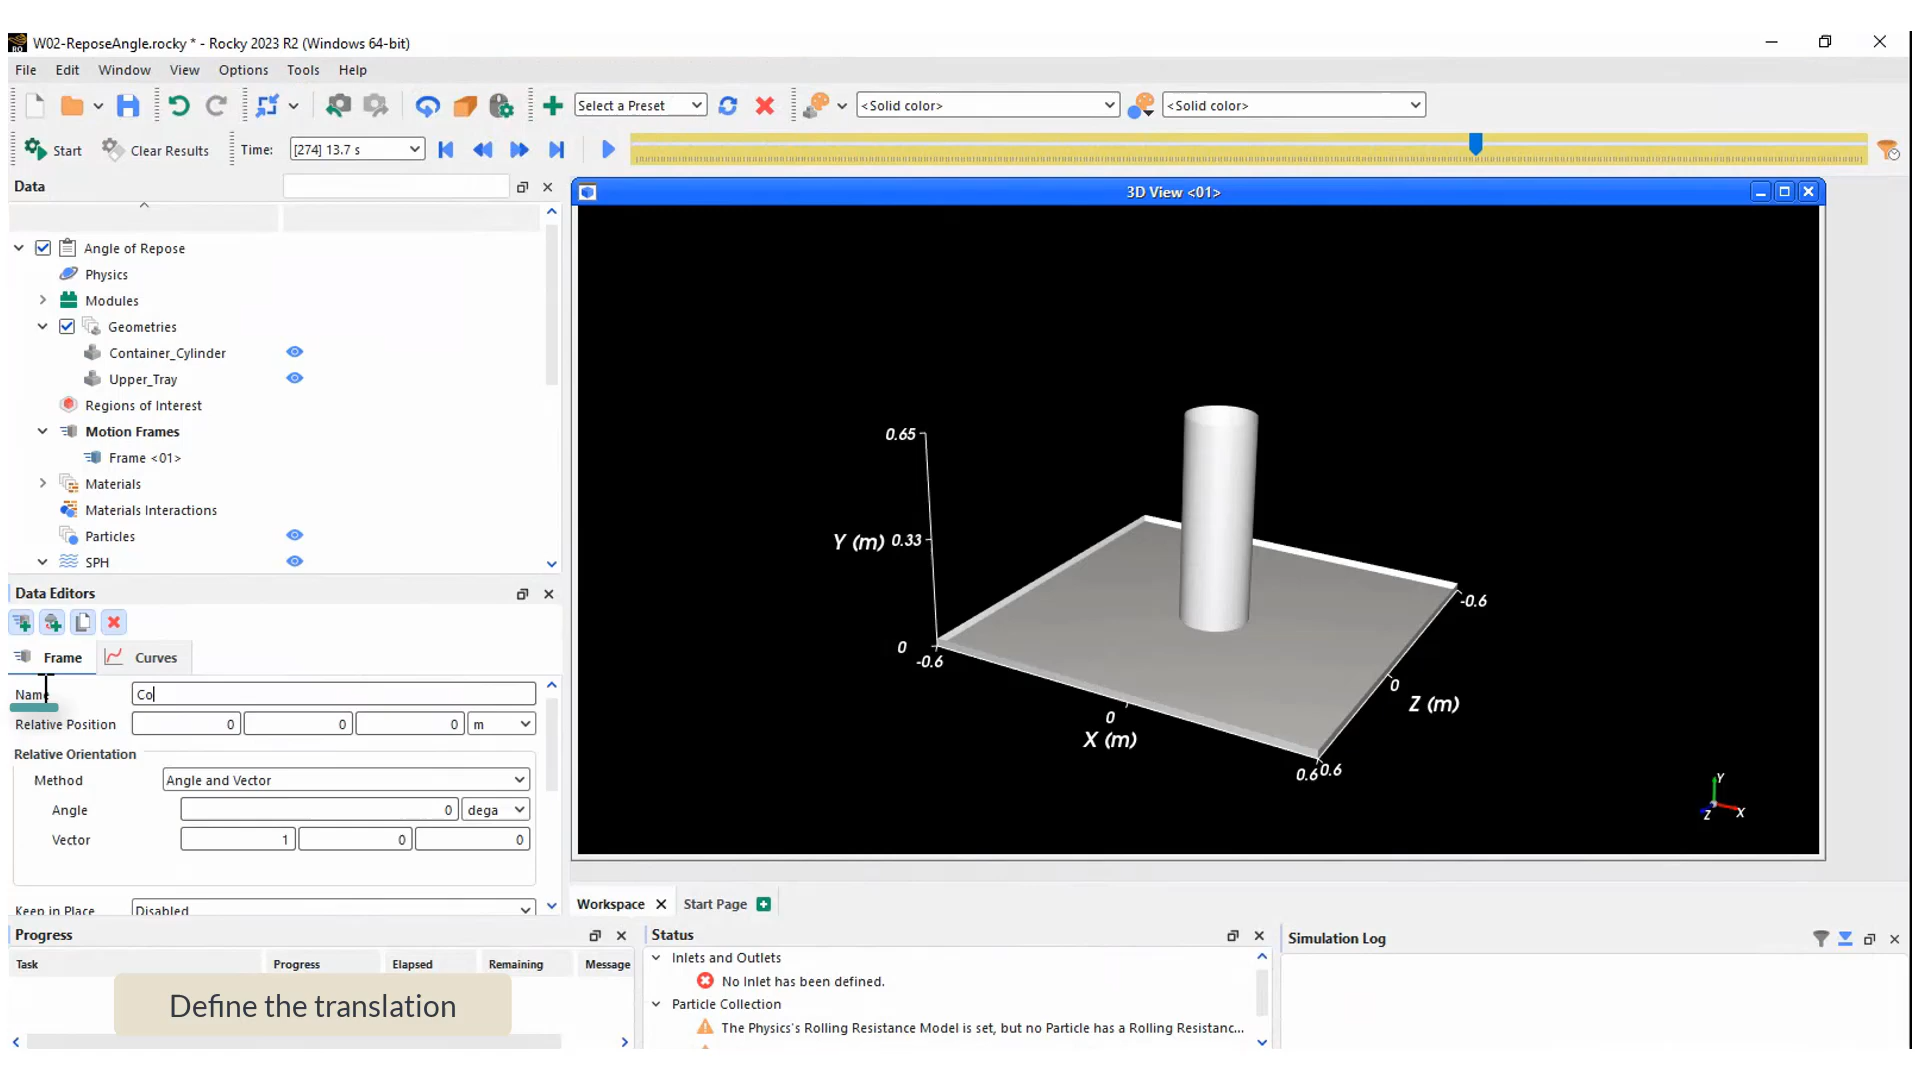 W02-ReposeAngle.rocky * - Rocky 2023 R2 (Windows 64-bit)
File Edit Window View Options Tools Help
Select a Preset <Solid color> <Solid color>
Start Clear Results Time: [274] 13.7 s
Data
3D View <01>
Angle of Repose
Physics
Modules
Geometries
Container_Cylinder
Upper_Tray
Regions of Interest
Motion Frames
Frame <01>
Materials
Materials Interactions
Particles
SPH
0.65
Y (m) 0.33
0
-0.6
0
X (m)
0.6
0.6
0
Z (m)
-0.6
Y
X
Z
Data Editors
Frame Curves
Name Co
Relative Position 0 0 0 m
Relative Orientation
Method Angle and Vector
Angle 0 dega
Vector 1 0 0
Keep in Place Disabled
Workspace Start Page
Progress
Task Progress Elapsed Remaining Message
Define the translation
Status
Inlets and Outlets
No Inlet has been defined.
Particle Collection
The Physics's Rolling Resistance Model is set, but no Particle has a Rolling Resistanc...
Simulation Log